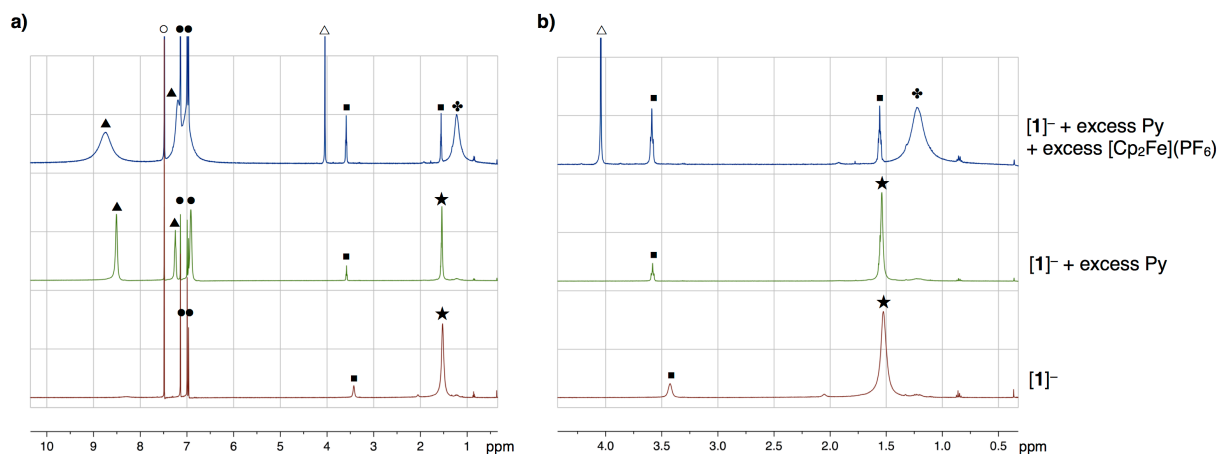 a)
b)
10 9 8 7 6 5 4 3 2 1 ppm
4.0 3.5 3.0 2.5 2.0 1.5 1.0 0.5 ppm
[1]⁻ + excess Py
+ excess [Cp₂Fe](PF₆)
[1]⁻ + excess Py
[1]⁻